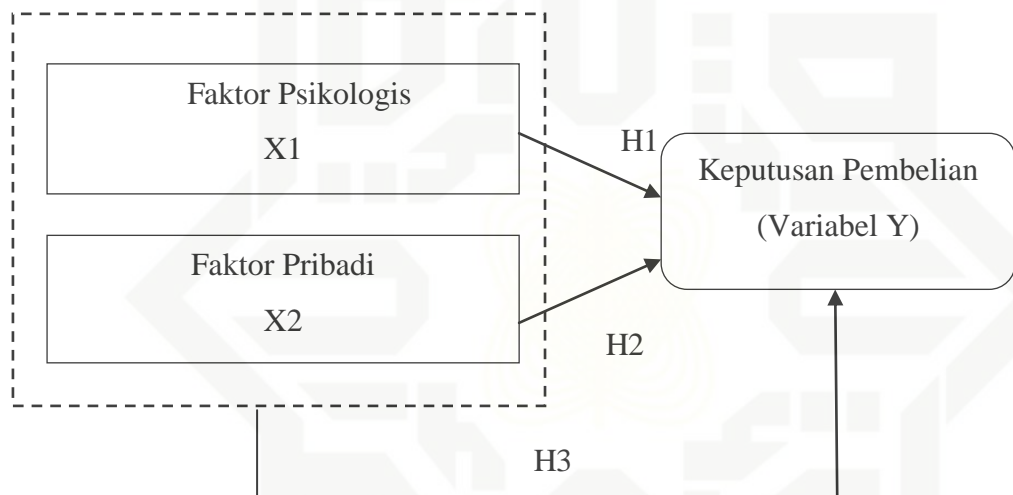 Faktor Psikologis
X1
H1
Keputusan Pembelian
(Variabel Y)
Faktor Pribadi
X2
H2
H3